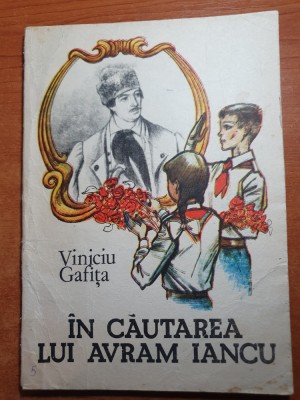 Viniciu
Gafița
ÎN CĂUTAREA
LUI AVRAM IANCU